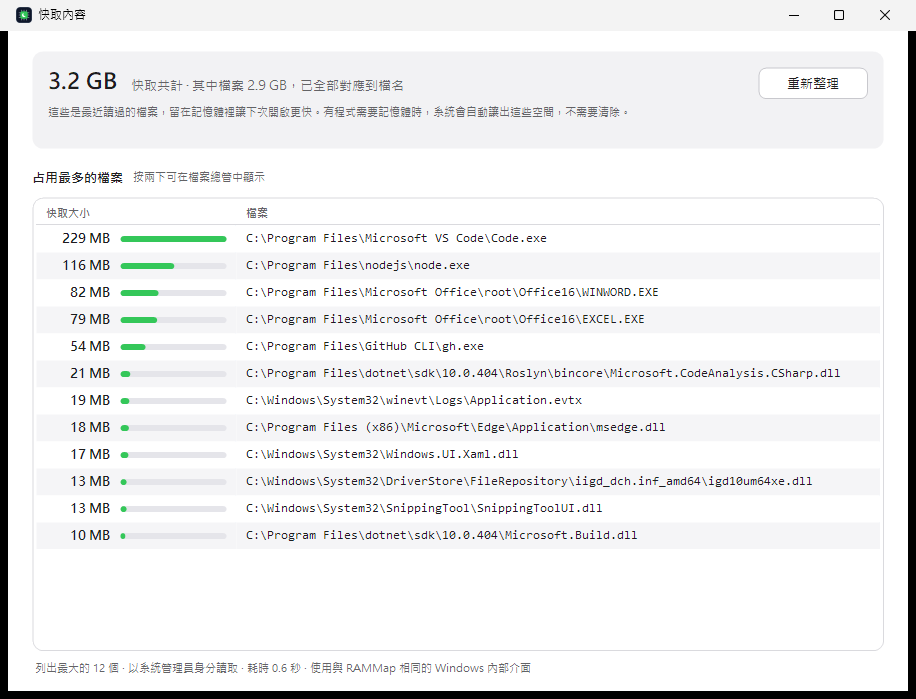 快取內容
3.2 GB 快取共計 · 其中檔案 2.9 GB，已全部對應到檔名
重新整理
這些是最近讀過的檔案，留在記憶體裡讓下次開啟更快。有程式需要記憶體時，系統會自動讓出這些空間，不需要清除。
占用最多的檔案 按兩下可在檔案總管中顯示
快取大小 檔案
229 MB C:\Program Files\Microsoft VS Code\Code.exe
116 MB C:\Program Files\nodejs\node.exe
82 MB C:\Program Files\Microsoft Office\root\Office16\WINWORD.EXE
79 MB C:\Program Files\Microsoft Office\root\Office16\EXCEL.EXE
54 MB C:\Program Files\GitHub CLI\gh.exe
21 MB C:\Program Files\dotnet\sdk\10.0.404\Roslyn\bincore\Microsoft.CodeAnalysis.CSharp.dll
19 MB C:\Windows\System32\winevt\Logs\Application.evtx
18 MB C:\Program Files (x86)\Microsoft\Edge\Application\msedge.dll
17 MB C:\Windows\System32\Windows.UI.Xaml.dll
13 MB C:\Windows\System32\DriverStore\FileRepository\iigd_dch.inf_amd64\igd10um64xe.dll
13 MB C:\Windows\System32\SnippingTool\SnippingToolUI.dll
10 MB C:\Program Files\dotnet\sdk\10.0.404\Microsoft.Build.dll
列出最大的 12 個 · 以系統管理員身分讀取 · 耗時 0.6 秒 · 使用與 RAMMap 相同的 Windows 內部介面